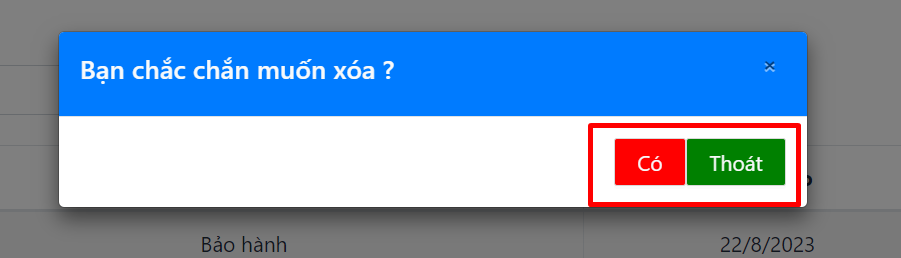 Bạn chắc chắn muốn xóa ?
×
Có Thoát
Bảo hành 22/8/2023